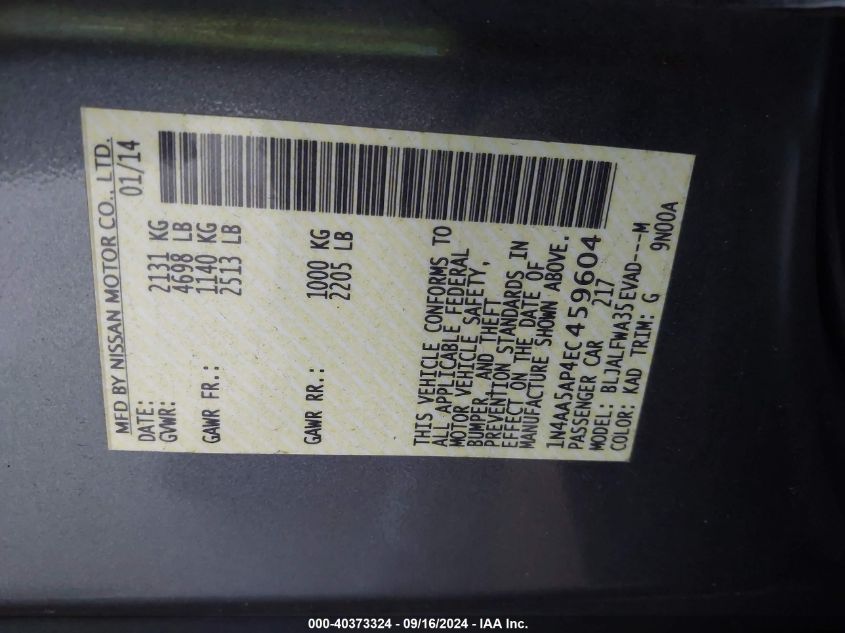 MFD BY NISSAN MOTOR CO., LTD.
DATE: 01/14
GVWR: 2131 KG
4698 LB
GAWR FR.: 1140 KG
2513 LB
GAWR RR.: 1000 KG
2205 LB
THIS VEHICLE CONFORMS TO
ALL APPLICABLE FEDERAL
MOTOR VEHICLE SAFETY,
BUMPER, AND THEFT
PREVENTION STANDARDS IN
EFFECT ON THE DATE OF
MANUFACTURE SHOWN ABOVE.
1N4AA5AP4EC459604
PASSENGER CAR 217
MODEL: BLJALFWA35EVAD---M
COLOR: KAD TRIM: G 9N00A
000-40373324 - 09/16/2024 - IAA Inc.